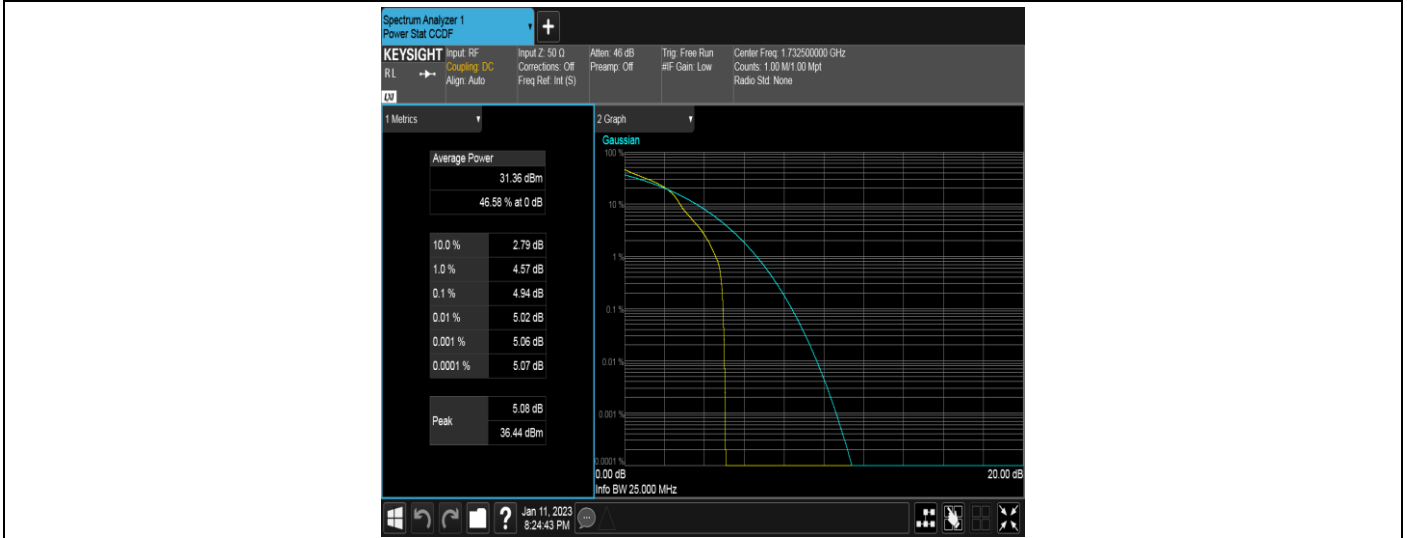 Spectrum Analyzer 1
Power Stat CCDF
+
KEYSIGHT
RL
LXI
Input: RF
Coupling: DC
Align: Auto
Input Z: 50 Ω
Corrections: Off
Freq Ref: Int (S)
Atten: 46 dB
Preamp: Off
Trig: Free Run
#IF Gain: Low
Center Freq: 1.732500000 GHz
Counts: 1.00 M/1.00 Mpt
Radio Std: None
1 Metrics
Average Power
31.36 dBm
46.58 % at 0 dB
10.0 % 2.79 dB
1.0 % 4.57 dB
0.1 % 4.94 dB
0.01 % 5.02 dB
0.001 % 5.06 dB
0.0001 % 5.07 dB
Peak
5.08 dB
36.44 dBm
2 Graph
Gaussian
100 %
10 %
1 %
0.1 %
0.01 %
0.001 %
0.0001 %
0.00 dB 20.00 dB
Info BW 25.000 MHz
?
Jan 11, 2023
8:24:43 PM